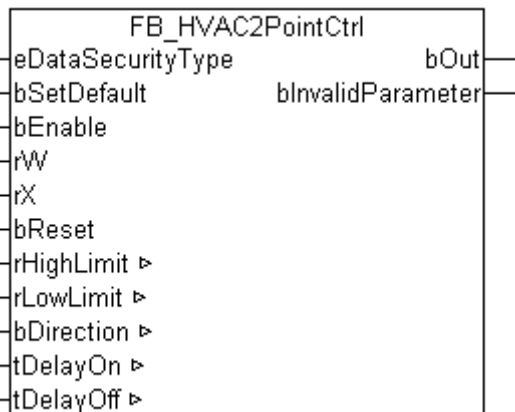 FB_HVAC2PointCtrl
eDataSecurityType bOut
bSetDefault bInvalidParameter
bEnable
rW
rX
bReset
rHighLimit ▹
rLowLimit ▹
bDirection ▹
tDelayOn ▹
tDelayOff ▹